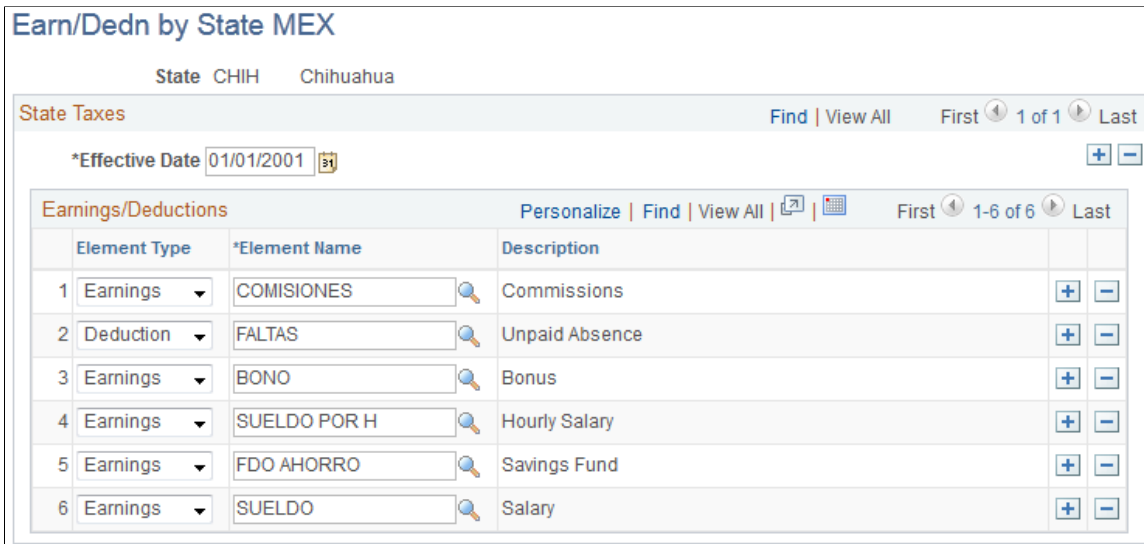 Earn/Dedn by State MEX
State CHIH Chihuahua
State Taxes Find | View All First 1 of 1 Last
*Effective Date 01/01/2001 31
Earnings/Deductions Personalize | Find | View All | | First 1-6 of 6 Last
Element Type *Element Name Description
1 Earnings COMISIONES Commissions
2 Deduction FALTAS Unpaid Absence
3 Earnings BONO Bonus
4 Earnings SUELDO POR H Hourly Salary
5 Earnings FDO AHORRO Savings Fund
6 Earnings SUELDO Salary